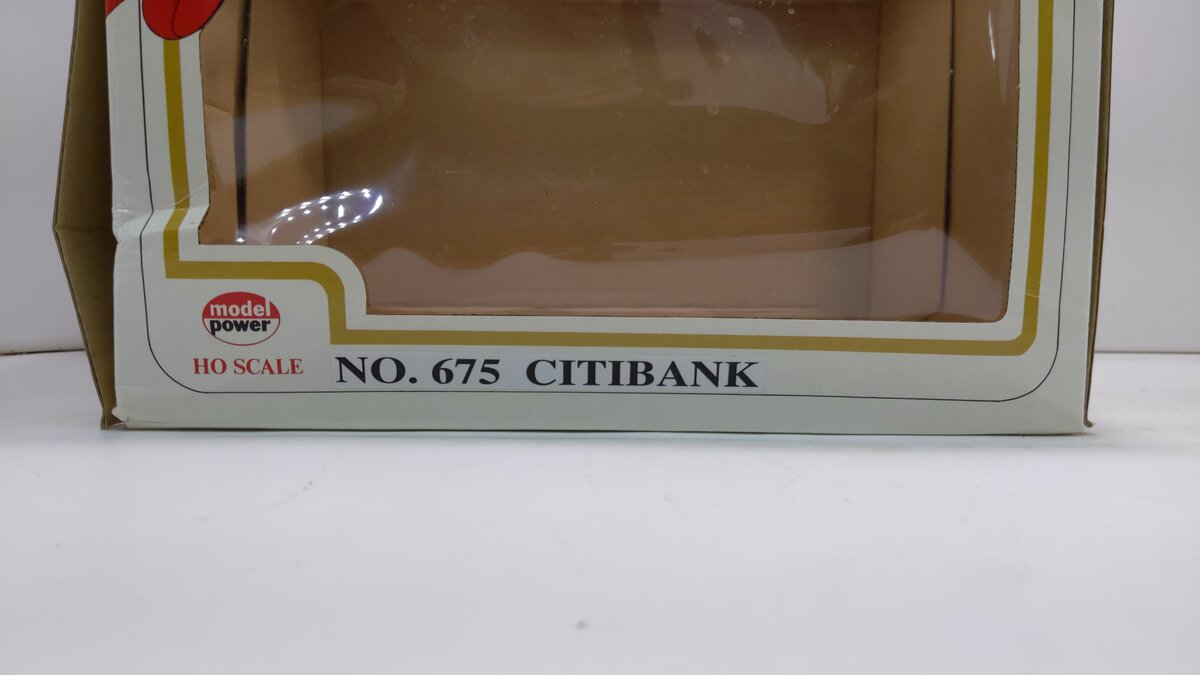 model
power
HO SCALE
NO. 675 CITIBANK